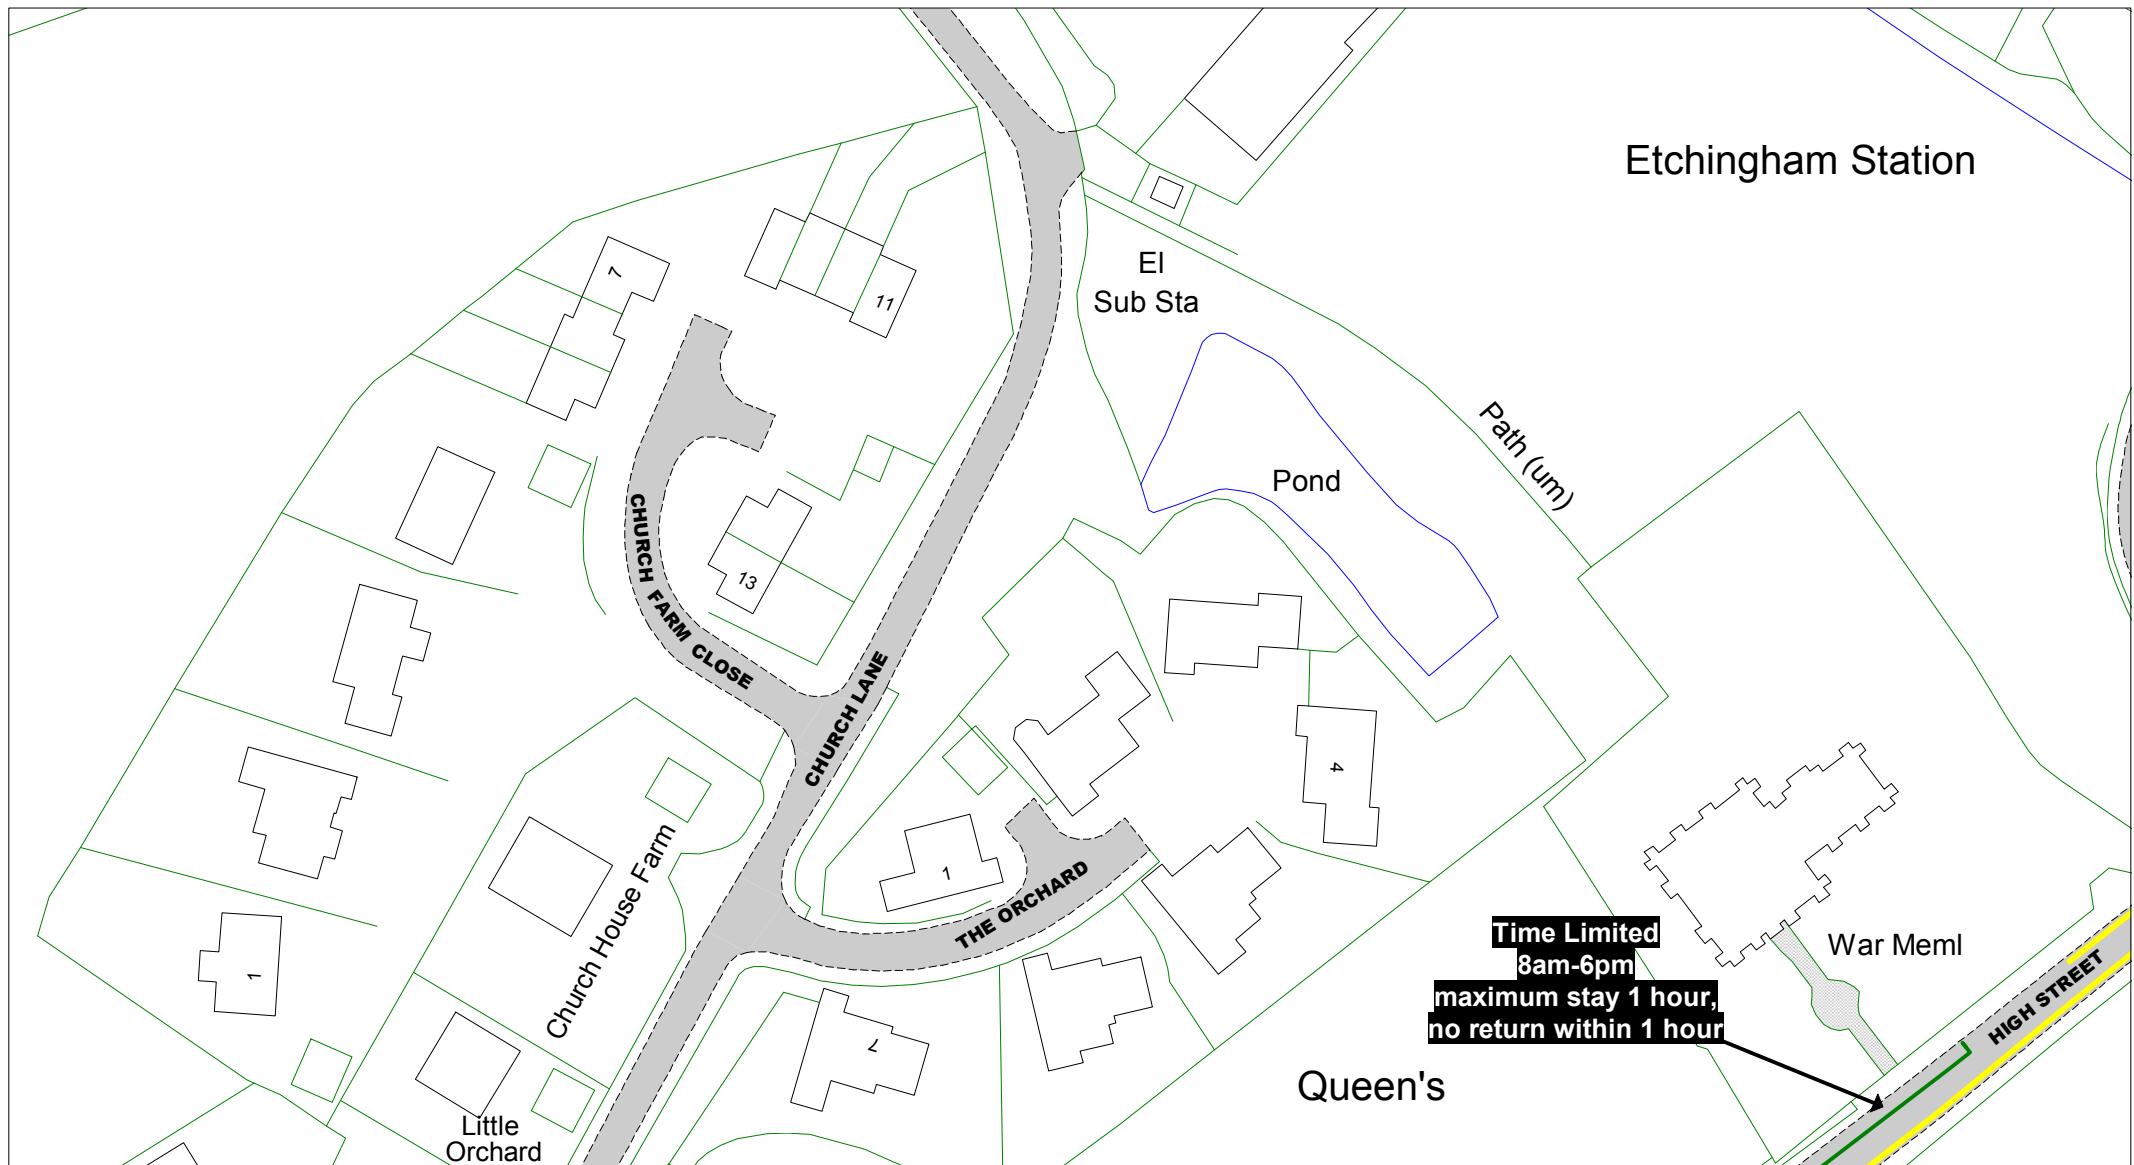 Etchingham Station
El
Sub Sta
7
11
Path (um)
Pond
CHURCH FARM CLOSE
13
CHURCH LANE
4
Church House Farm
1
THE ORCHARD
1
Time Limited
8am-6pm
maximum stay 1 hour,
no return within 1 hour
War Meml
HIGH STREET
7
Queen's
Little
Orchard